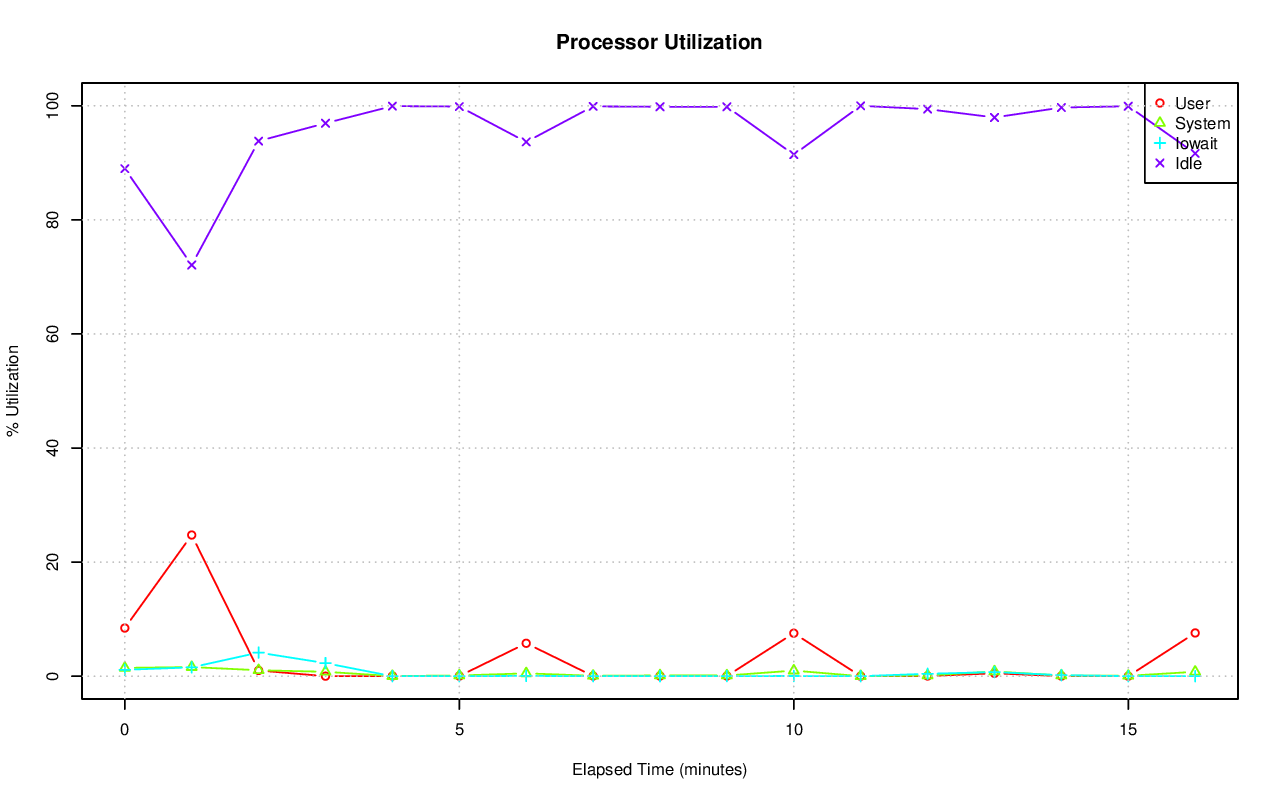 Processor Utilization
User
System
Iowait
Idle
% Utilization
100
80
60
40
20
0
0
5
10
15
Elapsed Time (minutes)